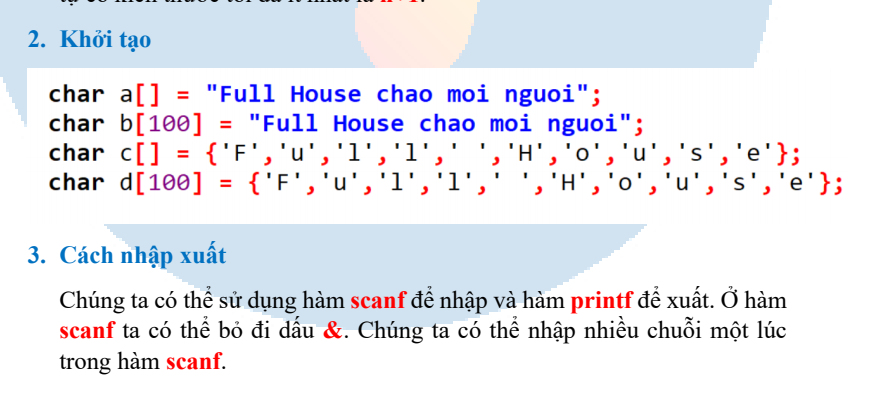 2. Khởi tạo
char a[] = "Full House chao moi nguoi";
char b[100] = "Full House chao moi nguoi";
char c[] = {'F','u','l','l',' ','H','o','u','s','e'};
char d[100] = {'F','u','l','l',' ','H','o','u','s','e'};
3. Cách nhập xuất
Chúng ta có thể sử dụng hàm scanf để nhập và hàm printf để xuất. Ở hàm
scanf ta có thể bỏ đi dấu &. Chúng ta có thể nhập nhiều chuỗi một lúc
trong hàm scanf.